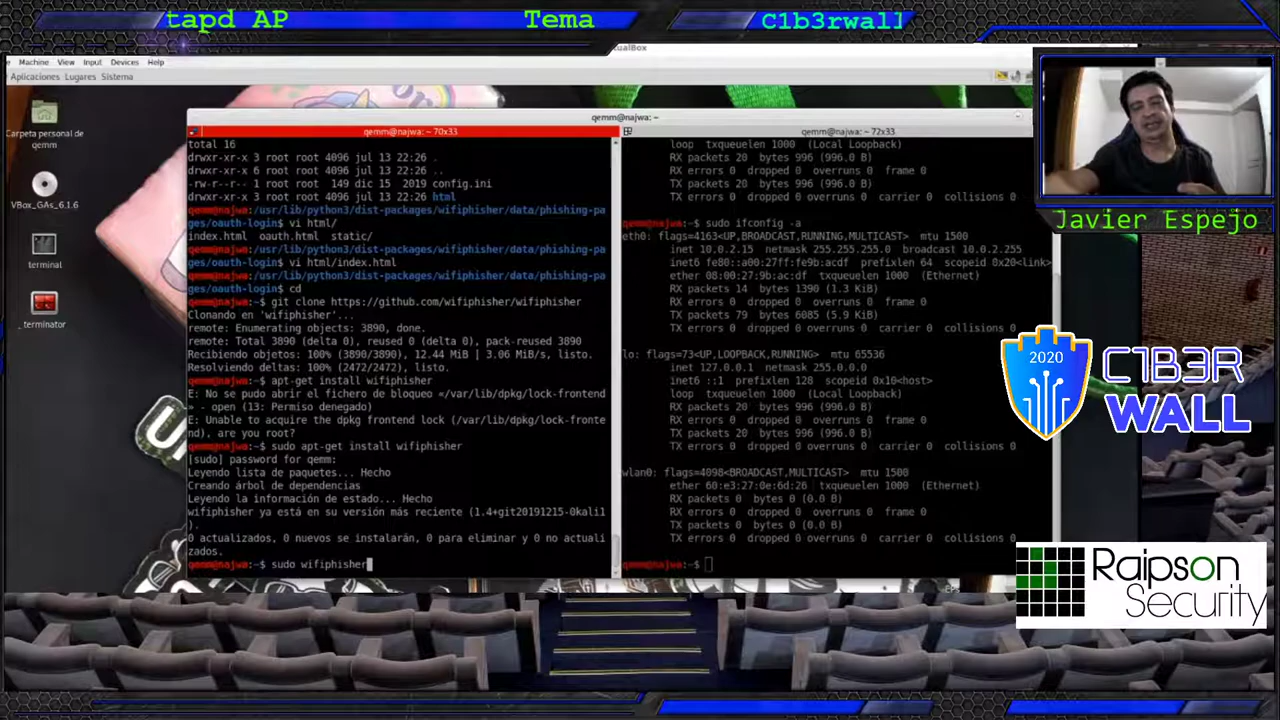 tapd AP
Tema
C1b3rwall
tualBox
Machine View Input Devices Help
Aplicaciones Lugares Sistema
Carpeta personal de
qemm
VBox_GAs_6.1.6
terminal
terminator
qemm@najwa: ~
qemm@najwa: ~ 70x33
total 16
drwxr-xr-x 3 root root 4096 jul 13 22:26 .
drwxr-xr-x 6 root root 4096 jul 13 22:26 ..
-rw-r--r-- 1 root root 149 dic 15 2019 config.ini
drwxr-xr-x 3 root root 4096 jul 13 22:26 html
qemm@najwa:/usr/lib/python3/dist-packages/wifiphisher/data/phishing-pa
ges/oauth-login$ vi html/
index.html oauth.html static/
qemm@najwa:/usr/lib/python3/dist-packages/wifiphisher/data/phishing-pa
ges/oauth-login$ vi html/index.html
qemm@najwa:/usr/lib/python3/dist-packages/wifiphisher/data/phishing-pa
ges/oauth-login$ cd
qemm@najwa:~$ git clone https://github.com/wifiphisher/wifiphisher
Clonando en 'wifiphisher'...
remote: Enumerating objects: 3890, done.
remote: Total 3890 (delta 0), reused 0 (delta 0), pack-reused 3890
Recibiendo objetos: 100% (3890/3890), 12.44 MiB | 3.06 MiB/s, listo.
Resolviendo deltas: 100% (2472/2472), listo.
qemm@najwa:~$ apt-get install wifiphisher
E: No se pudo abrir el fichero de bloqueo «/var/lib/dpkg/lock-frontend
» - open (13: Permiso denegado)
E: Unable to acquire the dpkg frontend lock (/var/lib/dpkg/lock-fronte
nd), are you root?
qemm@najwa:~$ sudo apt-get install wifiphisher
[sudo] password for qemm:
Leyendo lista de paquetes... Hecho
Creando árbol de dependencias
Leyendo la información de estado... Hecho
wifiphisher ya está en su versión más reciente (1.4+git20191215-0kali1
).
0 actualizados, 0 nuevos se instalarán, 0 para eliminar y 0 no actuali
zados.
qemm@najwa:~$ sudo wifiphisher
qemm@najwa: ~ 72x33
loop txqueuelen 1000 (Local Loopback)
RX packets 20 bytes 996 (996.0 B)
RX errors 0 dropped 0 overruns 0 frame 0
TX packets 20 bytes 996 (996.0 B)
TX errors 0 dropped 0 overruns 0 carrier 0 collisions 0
qemm@najwa:~$ sudo ifconfig -a
eth0: flags=4163<UP,BROADCAST,RUNNING,MULTICAST> mtu 1500
inet 10.0.2.15 netmask 255.255.255.0 broadcast 10.0.2.255
inet6 fe80::a00:27ff:fe9b:acdf prefixlen 64 scopeid 0x20<link>
ether 08:00:27:9b:ac:df txqueuelen 1000 (Ethernet)
RX packets 14 bytes 1390 (1.3 KiB)
RX errors 0 dropped 0 overruns 0 frame 0
TX packets 79 bytes 6085 (5.9 KiB)
TX errors 0 dropped 0 overruns 0 carrier 0 collisions 0
lo: flags=73<UP,LOOPBACK,RUNNING> mtu 65536
inet 127.0.0.1 netmask 255.0.0.0
inet6 ::1 prefixlen 128 scopeid 0x10<host>
loop txqueuelen 1000 (Local Loopback)
RX packets 20 bytes 996 (996.0 B)
RX errors 0 dropped 0 overruns 0 frame 0
TX packets 20 bytes 996 (996.0 B)
TX errors 0 dropped 0 overruns 0 carrier 0 collisions 0
wlan0: flags=4098<BROADCAST,MULTICAST> mtu 1500
ether 60:e3:27:0e:6d:26 txqueuelen 1000 (Ethernet)
RX packets 0 bytes 0 (0.0 B)
RX errors 0 dropped 0 overruns 0 frame 0
TX packets 0 bytes 0 (0.0 B)
TX errors 0 dropped 0 overruns 0 carrier 0 collisions 0
qemm@najwa:~$
Javier Espejo
2020
C1B3R
WALL
Raipson
Security